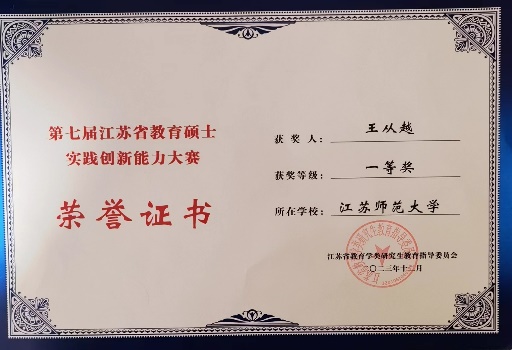 第七届江苏省教育硕士
实践创新能力大赛
荣誉证书
获奖人：王从越
获奖等级：一等奖
所在学校：江苏师范大学
江苏省教育学类研究生教育指导委员会
二〇二三年十二月